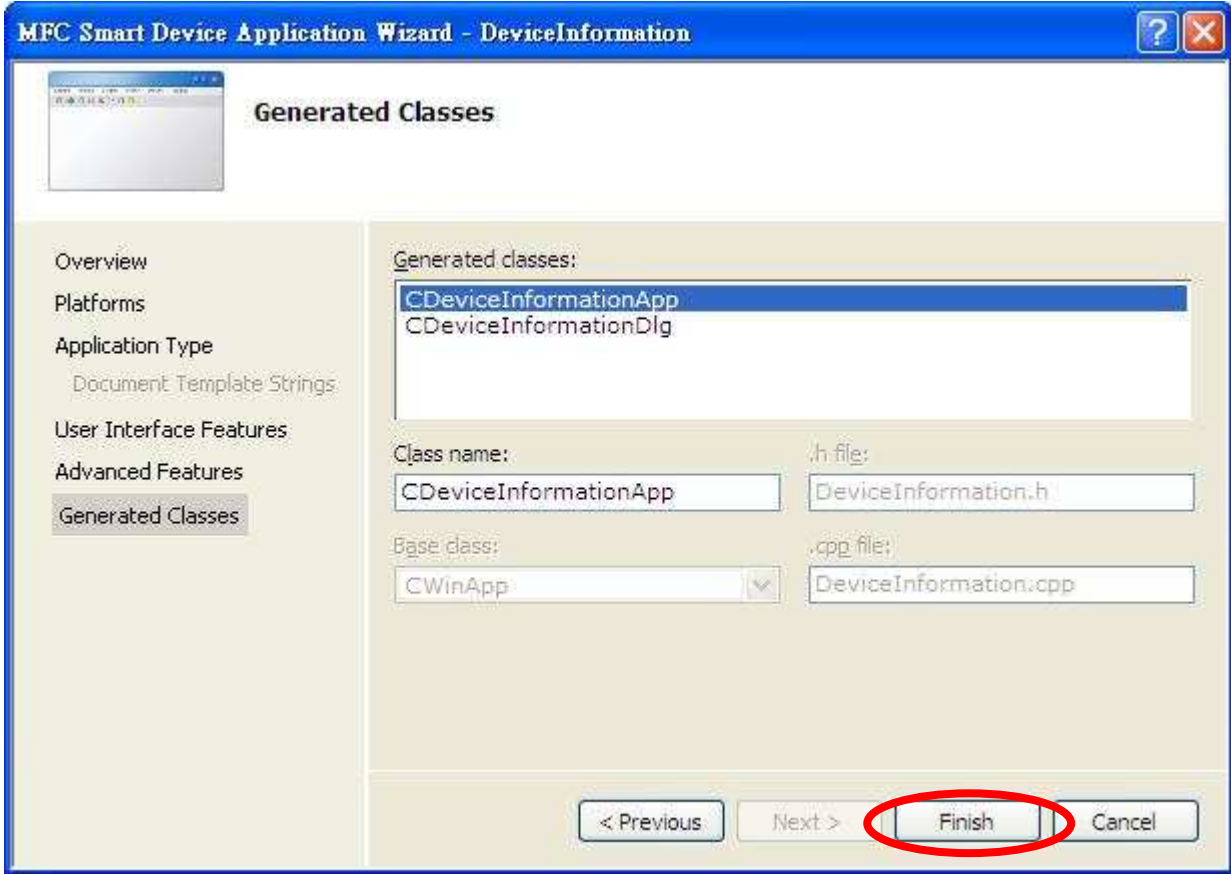 MFC Smart Device Application Wizard - DeviceInformation
Generated Classes
Overview
Platforms
Application Type
Document Template Strings
User Interface Features
Advanced Features
Generated Classes
Generated classes:
CDeviceInformationApp
CDeviceInformationDlg
Class name:
.h file:
CDeviceInformationApp
DeviceInformation.h
Base class:
.cpp file:
CWinApp
DeviceInformation.cpp
< Previous
Next >
Finish
Cancel